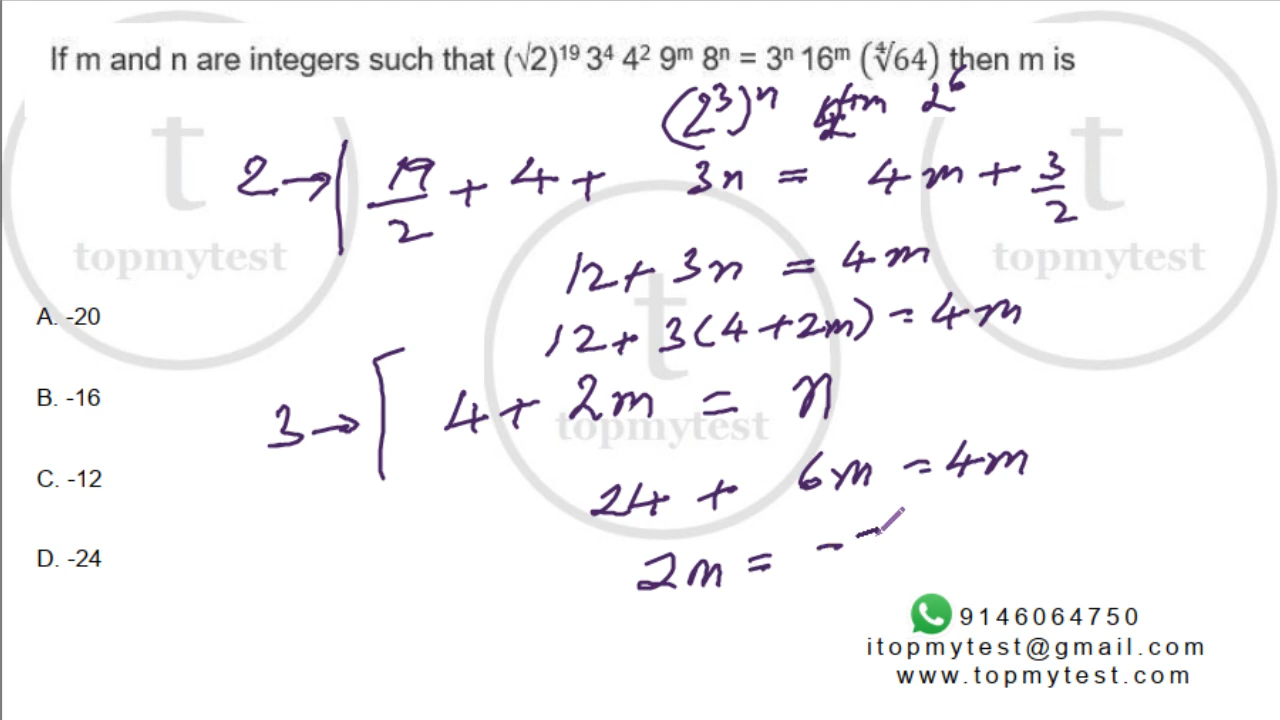 If m and n are integers such that (√2)¹⁹ 3⁴ 4² 9ᵐ 8ⁿ = 3ⁿ 16ᵐ (∜64) then m is
(2³)ⁿ 2⁴ᵐ 2⁶
2→ 19/2 + 4 + 3n = 4m + 3/2
12 + 3n = 4m
12 + 3(4 + 2m) = 4m
3→ 4 + 2m = n
24 + 6m = 4m
2m = -
A. -20
B. -16
C. -12
D. -24
t
topmytest
t
topmytest
t
topmytest
9146064750
itopmytest@gmail.com
www.topmytest.com